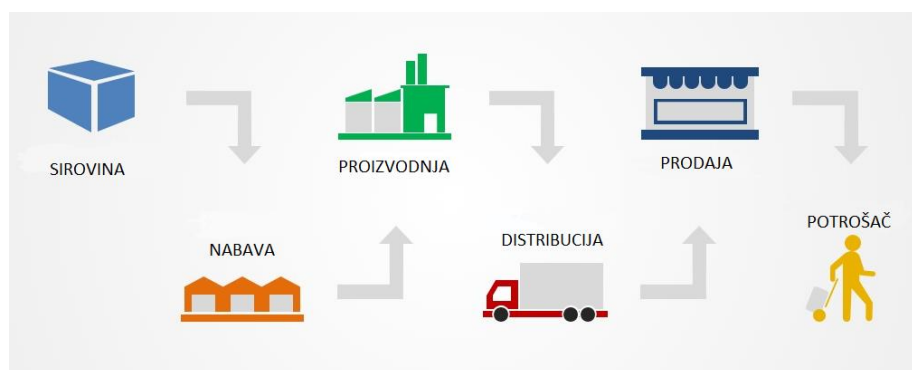 SIROVINA
NABAVA
PROIZVODNJA
DISTRIBUCIJA
PRODAJA
POTROŠAČ